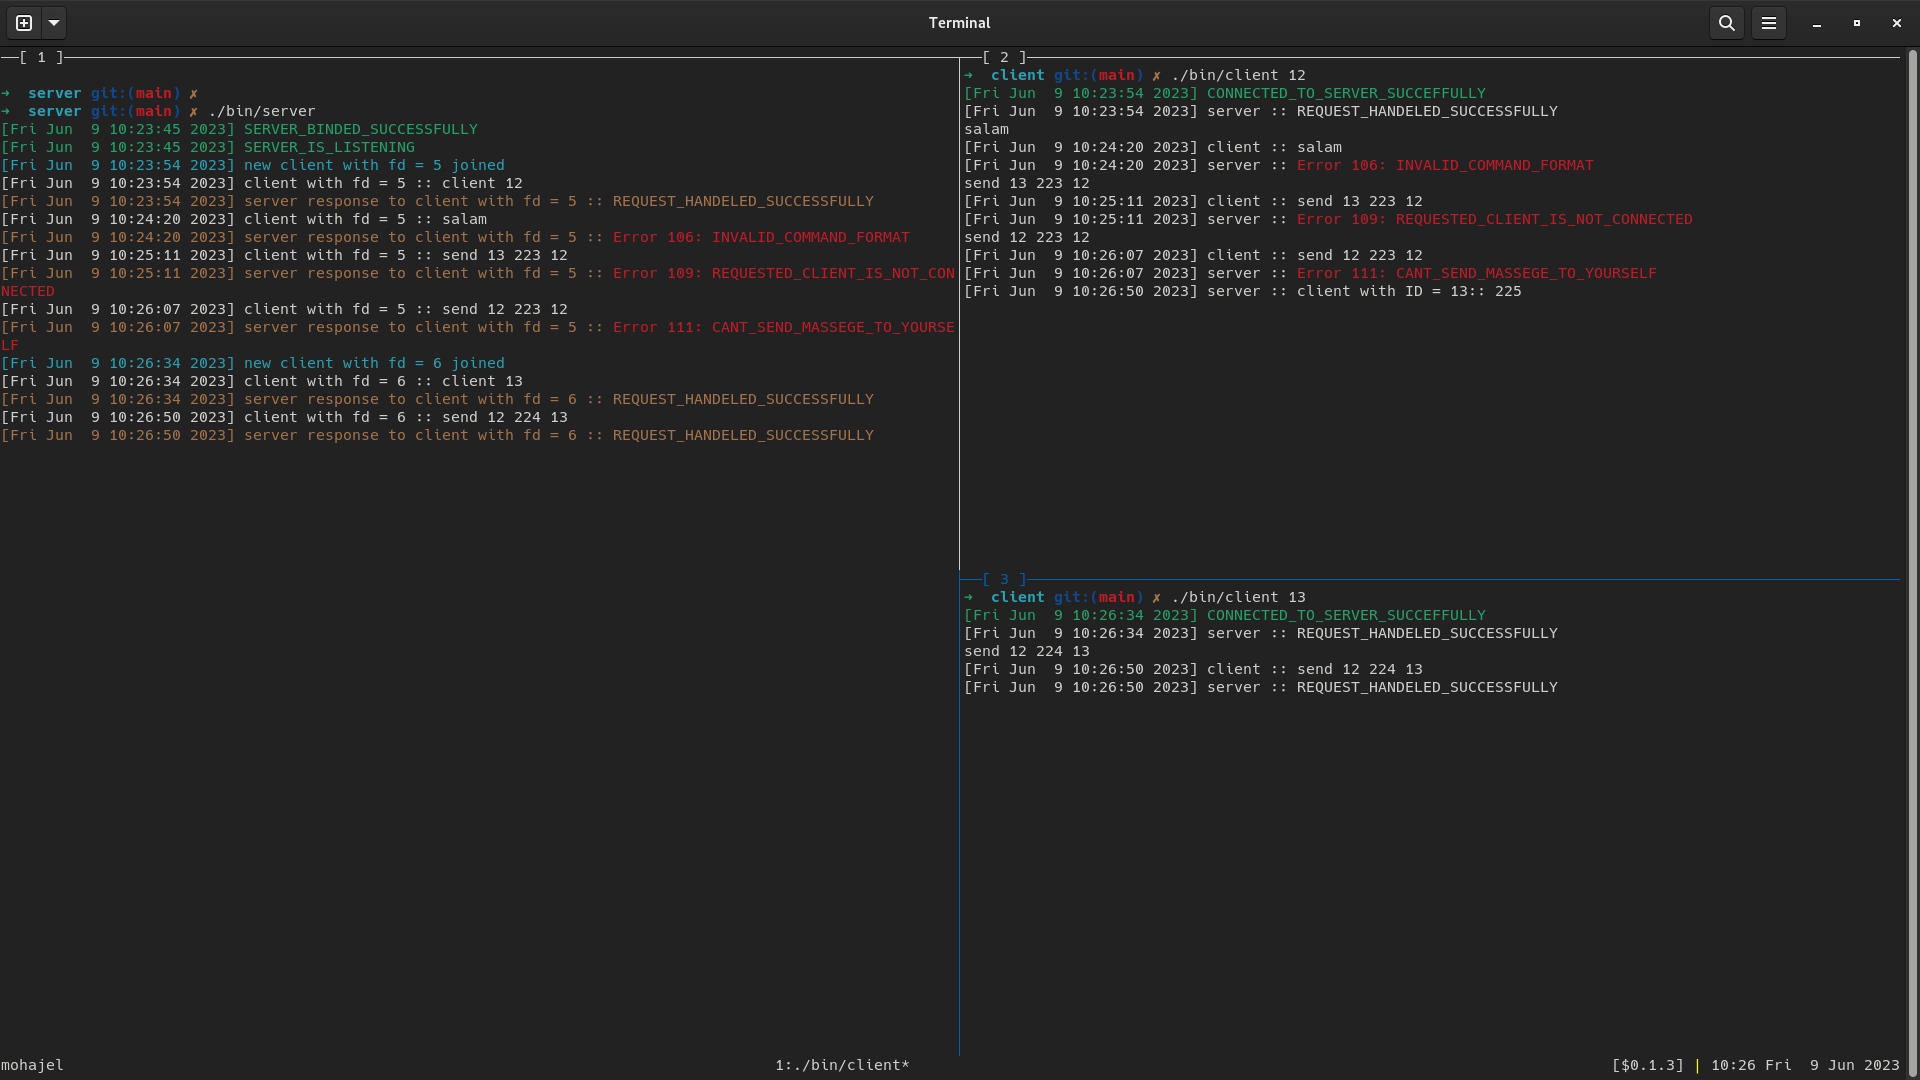 Terminal
[ 1 ]
➜  server git:(main) ✗
➜  server git:(main) ✗ ./bin/server
[Fri Jun  9 10:23:45 2023] SERVER_BINDED_SUCCESSFULLY
[Fri Jun  9 10:23:45 2023] SERVER_IS_LISTENING
[Fri Jun  9 10:23:54 2023] new client with fd = 5 joined
[Fri Jun  9 10:23:54 2023] client with fd = 5 :: client 12
[Fri Jun  9 10:23:54 2023] server response to client with fd = 5 :: REQUEST_HANDELED_SUCCESSFULLY
[Fri Jun  9 10:24:20 2023] client with fd = 5 :: salam
[Fri Jun  9 10:24:20 2023] server response to client with fd = 5 :: Error 106: INVALID_COMMAND_FORMAT
[Fri Jun  9 10:25:11 2023] client with fd = 5 :: send 13 223 12
[Fri Jun  9 10:25:11 2023] server response to client with fd = 5 :: Error 109: REQUESTED_CLIENT_IS_NOT_CON
NECTED
[Fri Jun  9 10:26:07 2023] client with fd = 5 :: send 12 223 12
[Fri Jun  9 10:26:07 2023] server response to client with fd = 5 :: Error 111: CANT_SEND_MASSEGE_TO_YOURSE
LF
[Fri Jun  9 10:26:34 2023] new client with fd = 6 joined
[Fri Jun  9 10:26:34 2023] client with fd = 6 :: client 13
[Fri Jun  9 10:26:34 2023] server response to client with fd = 6 :: REQUEST_HANDELED_SUCCESSFULLY
[Fri Jun  9 10:26:50 2023] client with fd = 6 :: send 12 224 13
[Fri Jun  9 10:26:50 2023] server response to client with fd = 6 :: REQUEST_HANDELED_SUCCESSFULLY
[ 2 ]
➜  client git:(main) ✗ ./bin/client 12
[Fri Jun  9 10:23:54 2023] CONNECTED_TO_SERVER_SUCCEFFULLY
[Fri Jun  9 10:23:54 2023] server :: REQUEST_HANDELED_SUCCESSFULLY
salam
[Fri Jun  9 10:24:20 2023] client :: salam
[Fri Jun  9 10:24:20 2023] server :: Error 106: INVALID_COMMAND_FORMAT
send 13 223 12
[Fri Jun  9 10:25:11 2023] client :: send 13 223 12
[Fri Jun  9 10:25:11 2023] server :: Error 109: REQUESTED_CLIENT_IS_NOT_CONNECTED
send 12 223 12
[Fri Jun  9 10:26:07 2023] client :: send 12 223 12
[Fri Jun  9 10:26:07 2023] server :: Error 111: CANT_SEND_MASSEGE_TO_YOURSELF
[Fri Jun  9 10:26:50 2023] server :: client with ID = 13:: 225
[ 3 ]
➜  client git:(main) ✗ ./bin/client 13
[Fri Jun  9 10:26:34 2023] CONNECTED_TO_SERVER_SUCCEFFULLY
[Fri Jun  9 10:26:34 2023] server :: REQUEST_HANDELED_SUCCESSFULLY
send 12 224 13
[Fri Jun  9 10:26:50 2023] client :: send 12 224 13
[Fri Jun  9 10:26:50 2023] server :: REQUEST_HANDELED_SUCCESSFULLY
mohajel 1:./bin/client* [$0.1.3] | 10:26 Fri  9 Jun 2023